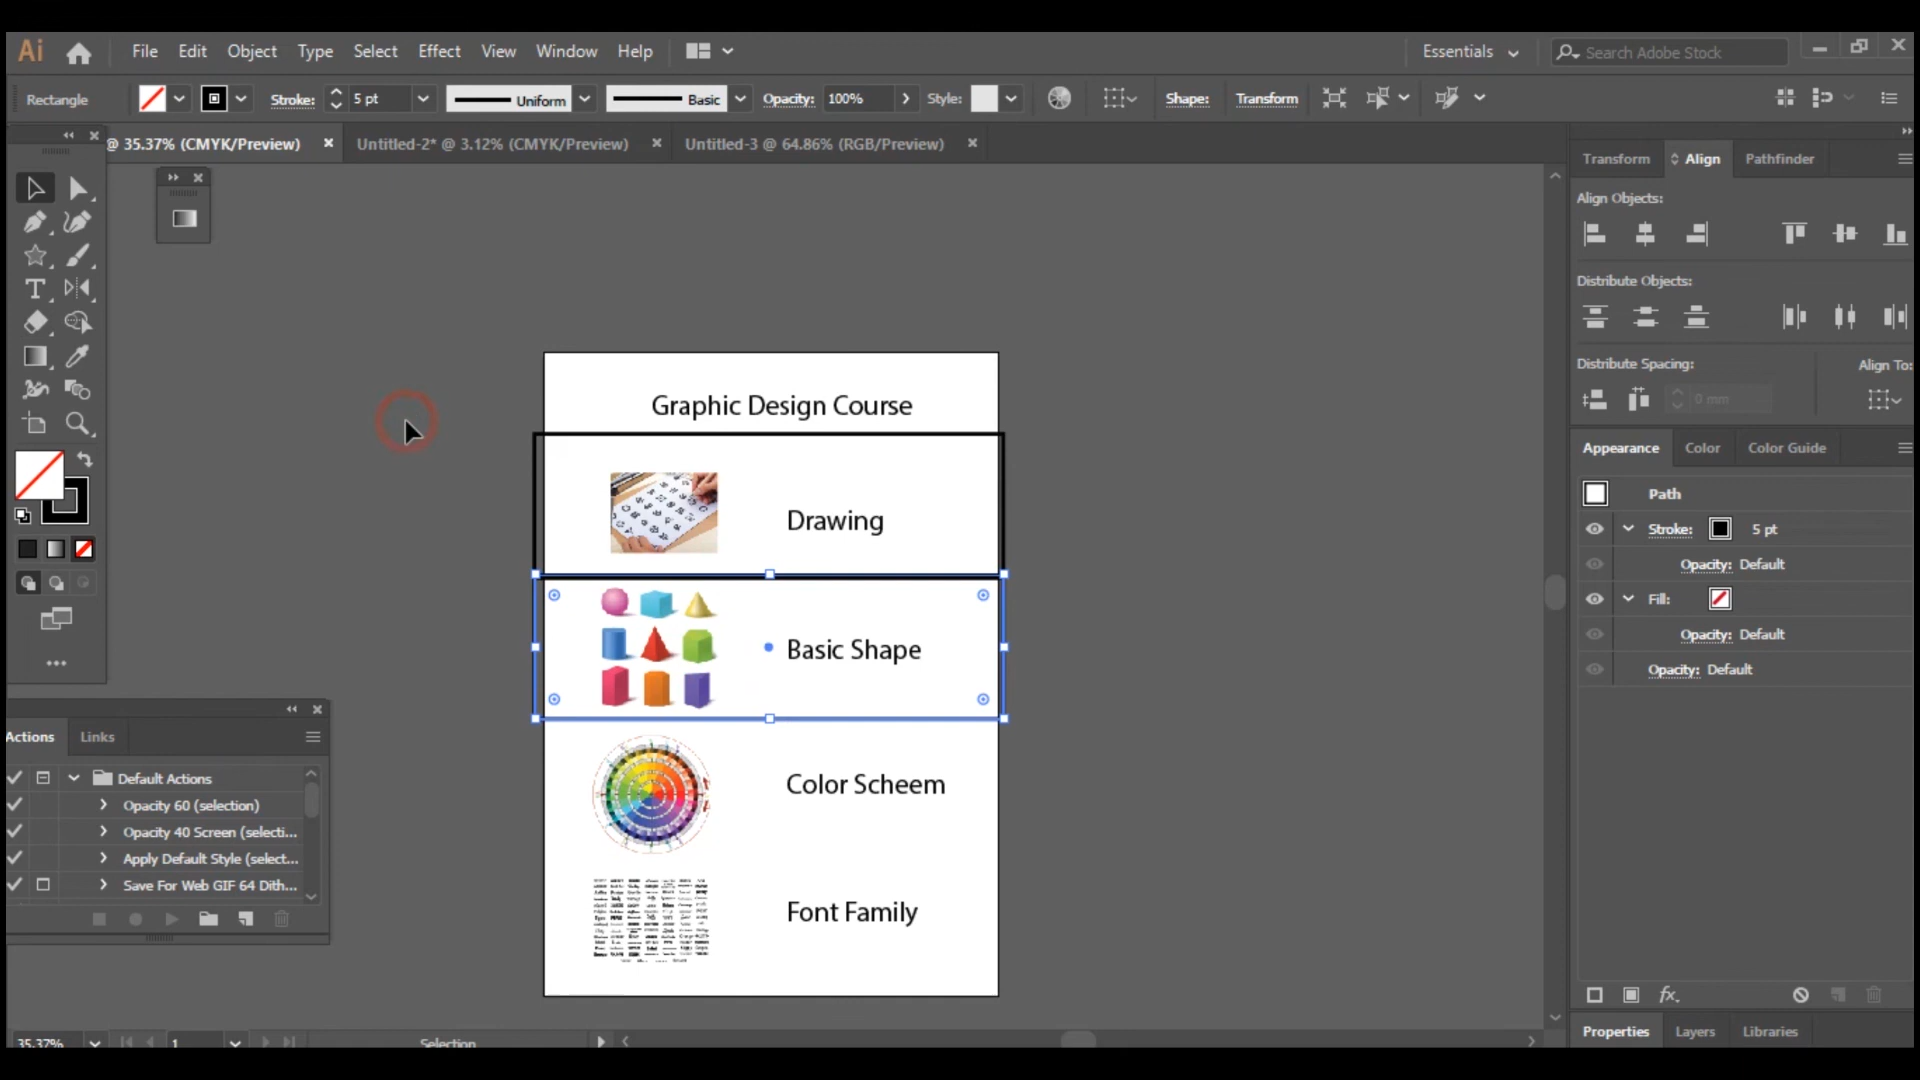 Ai File Edit Object Type Select Effect View Window Help Essentials Search Adobe Stock
Rectangle Stroke: 5 pt Uniform Basic Opacity: 100% Style: Shape: Transform
@ 35.37% (CMYK/Preview) Untitled-2* @ 3.12% (CMYK/Preview) Untitled-3 @ 64.86% (RGB/Preview)
Transform Align Pathfinder
Align Objects:
Distribute Objects:
Distribute Spacing: Align To:
0 mm
Graphic Design Course
Drawing
Basic Shape
Color Scheem
Font Family
Appearance Color Color Guide
Path
Stroke: 5 pt
Opacity: Default
Fill:
Opacity: Default
Opacity: Default
Actions Links
Default Actions
Opacity 60 (selection)
Opacity 40 Screen (selecti...
Apply Default Style (select...
Save For Web GIF 64 Dith...
fx.
Properties Layers Libraries
35.37% 1 Selection